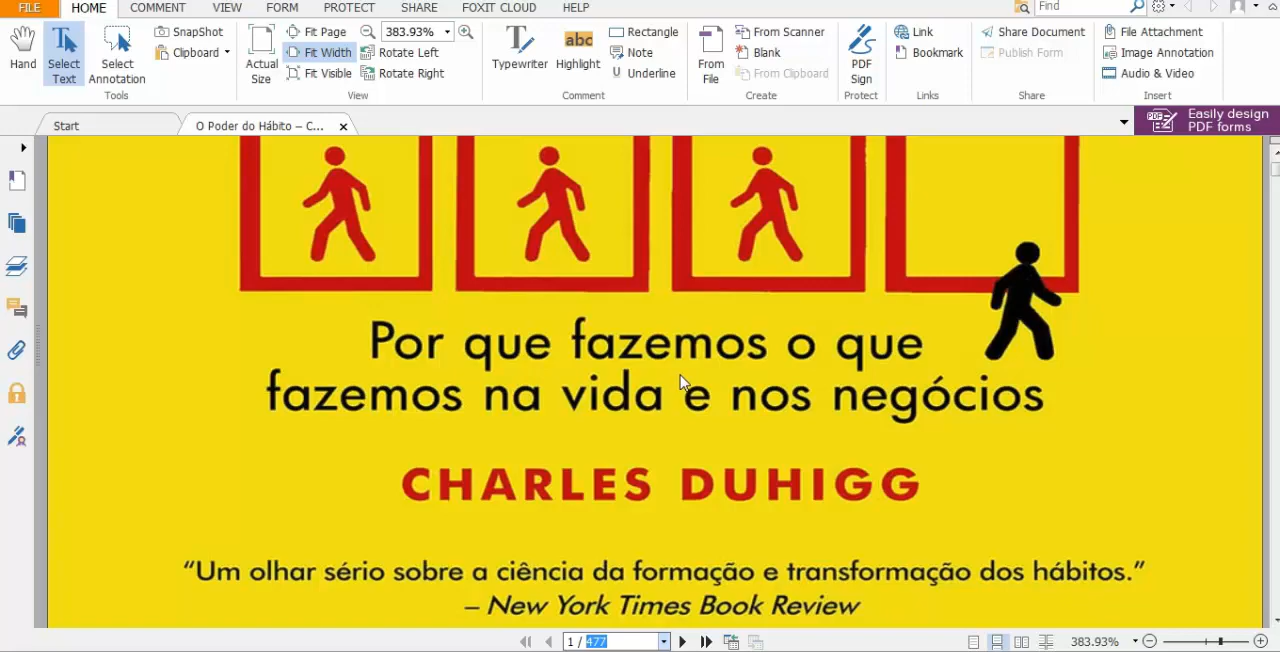 FILE HOME COMMENT VIEW FORM PROTECT SHARE FOXIT CLOUD HELP Find
Hand
Select Text
Select Annotation
SnapShot
Clipboard
Tools
Actual Size
Fit Page
Fit Width
Fit Visible
383.93%
Rotate Left
Rotate Right
View
Typewriter
abc
Highlight
Rectangle
Note
Underline
Comment
From File
From Scanner
Blank
From Clipboard
Create
PDF Sign
Protect
Link
Bookmark
Links
Share Document
Publish Form
Share
File Attachment
Image Annotation
Audio & Video
Insert
Start
O Poder do Hábito – C...
PDF
Easily design
PDF forms
Por que fazemos o que
fazemos na vida e nos negócios
CHARLES DUHIGG
“Um olhar sério sobre a ciência da formação e transformação dos hábitos.”
– New York Times Book Review
1 / 477
383.93%